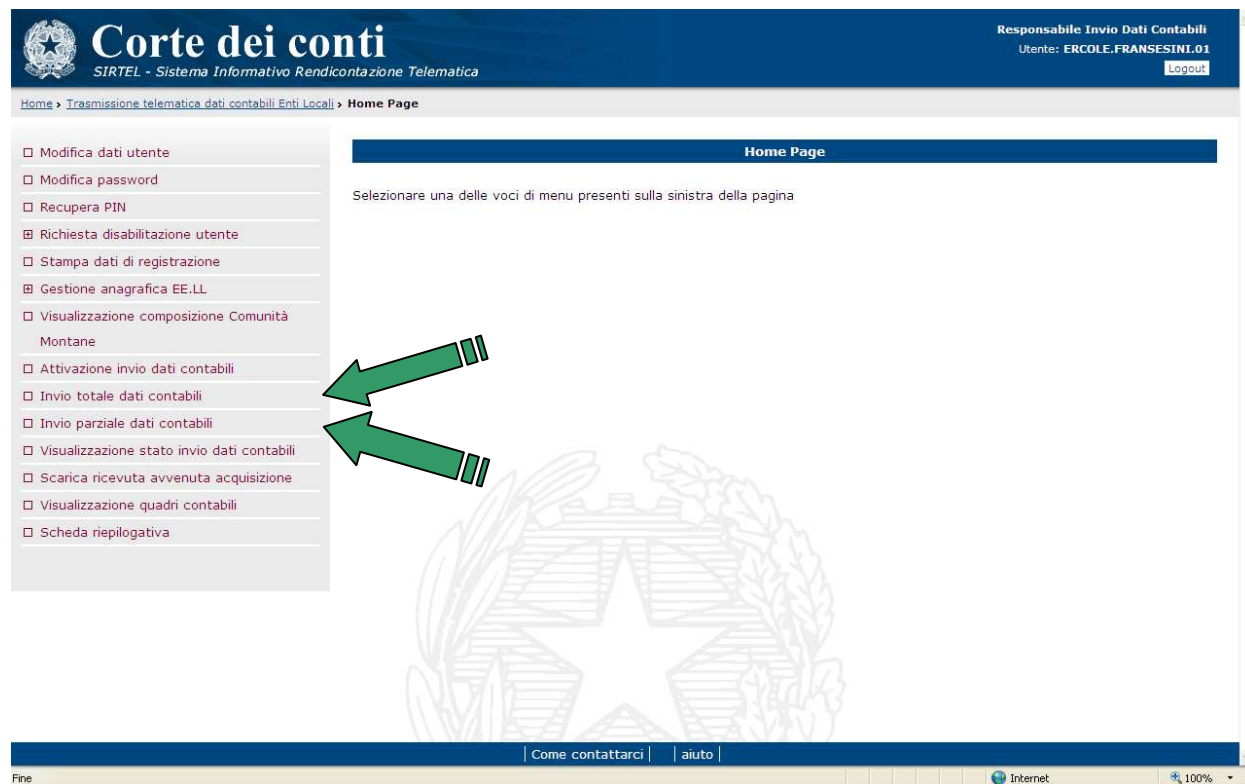 Corte dei conti
SIRTEL - Sistema Informativo Rendicontazione Telematica
Responsabile Invio Dati Contabili
Utente: ERCOLE.FRANSESINI.01
Logout
Home › Trasmissione telematica dati contabili Enti Locali › Home Page
Modifica dati utente
Modifica password
Recupera PIN
Richiesta disabilitazione utente
Stampa dati di registrazione
Gestione anagrafica EE.LL
Visualizzazione composizione Comunità
Montane
Attivazione invio dati contabili
Invio totale dati contabili
Invio parziale dati contabili
Visualizzazione stato invio dati contabili
Scarica ricevuta avvenuta acquisizione
Visualizzazione quadri contabili
Scheda riepilogativa
Home Page
Selezionare una delle voci di menu presenti sulla sinistra della pagina
| Come contattarci | | aiuto |
Fine
Internet
100%